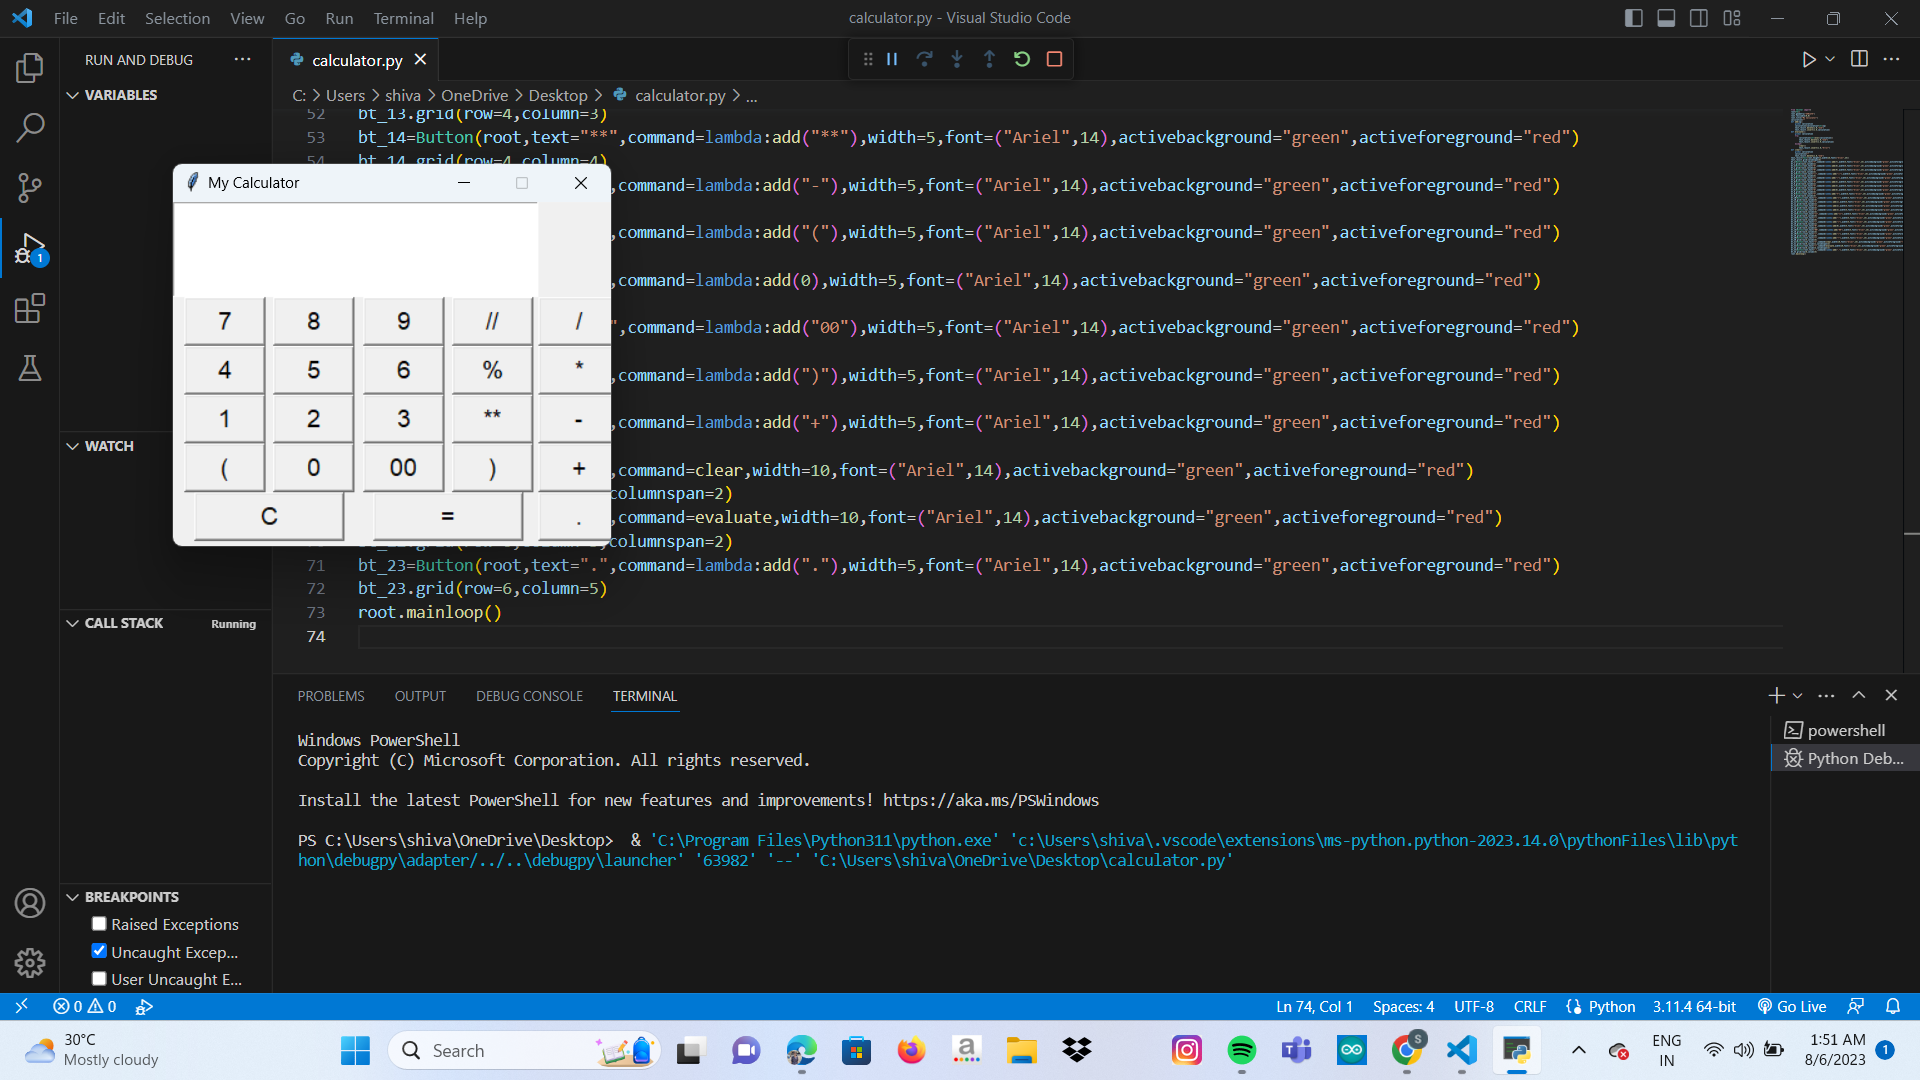 File Edit Selection View Go Run Terminal Help
calculator.py - Visual Studio Code
RUN AND DEBUG
calculator.py
VARIABLES
C: > Users > shiva > OneDrive > Desktop > calculator.py > ...
52 bt_13.grid(row=4,column=3)
53 bt_14=Button(root,text="**",command=lambda:add("**"),width=5,font=("Ariel",14),activebackground="green",activeforeground="red")
54 bt_14.grid(row=4,column=4)
,command=lambda:add("-"),width=5,font=("Ariel",14),activebackground="green",activeforeground="red")
,command=lambda:add("("),width=5,font=("Ariel",14),activebackground="green",activeforeground="red")
,command=lambda:add(0),width=5,font=("Ariel",14),activebackground="green",activeforeground="red")
",command=lambda:add("00"),width=5,font=("Ariel",14),activebackground="green",activeforeground="red")
,command=lambda:add(")"),width=5,font=("Ariel",14),activebackground="green",activeforeground="red")
,command=lambda:add("+"),width=5,font=("Ariel",14),activebackground="green",activeforeground="red")
,command=clear,width=10,font=("Ariel",14),activebackground="green",activeforeground="red")
columnspan=2)
,command=evaluate,width=10,font=("Ariel",14),activebackground="green",activeforeground="red")
columnspan=2)
71 bt_23=Button(root,text=".",command=lambda:add("."),width=5,font=("Ariel",14),activebackground="green",activeforeground="red")
72 bt_23.grid(row=6,column=5)
73 root.mainloop()
74
My Calculator
7 8 9 // /
4 5 6 % *
1 2 3 ** -
( 0 00 ) +
C = .
WATCH
CALL STACK Running
BREAKPOINTS
Raised Exceptions
Uncaught Excep...
User Uncaught E...
PROBLEMS OUTPUT DEBUG CONSOLE TERMINAL
Windows PowerShell
Copyright (C) Microsoft Corporation. All rights reserved.
Install the latest PowerShell for new features and improvements! https://aka.ms/PSWindows
PS C:\Users\shiva\OneDrive\Desktop>  & 'C:\Program Files\Python311\python.exe' 'c:\Users\shiva\.vscode\extensions\ms-python.python-2023.14.0\pythonFiles\lib\pyt
hon\debugpy\adapter/../..\debugpy\launcher' '63982' '--' 'C:\Users\shiva\OneDrive\Desktop\calculator.py'
powershell
Python Deb...
0 0
Ln 74, Col 1 Spaces: 4 UTF-8 CRLF Python 3.11.4 64-bit Go Live
30°C
Mostly cloudy
Search
ENG
IN
1:51 AM
8/6/2023
1